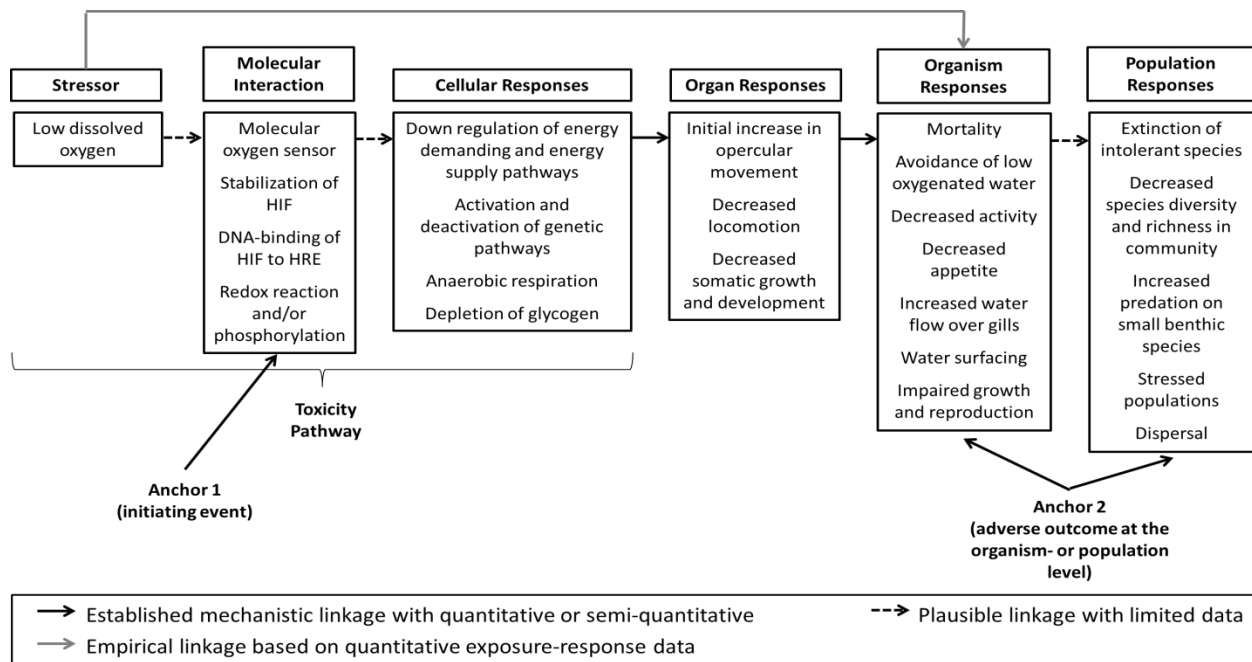 Stressor
Molecular
Interaction
Cellular Responses
Organ Responses
Organism
Responses
Population
Responses
Low dissolved
oxygen
Molecular
oxygen sensor
Stabilization of
HIF
DNA-binding of
HIF to HRE
Redox reaction
and/or
phosphorylation
Down regulation of energy
demanding and energy
supply pathways
Activation and
deactivation of genetic
pathways
Anaerobic respiration
Depletion of glycogen
Initial increase in
opercular movement
Decreased
locomotion
Decreased
somatic growth
and development
Mortality
Avoidance of low
oxygenated water
Decreased activity
Decreased
appetite
Increased water
flow over gills
Water surfacing
Impaired growth
and reproduction
Extinction of
intolerant species
Decreased
species diversity
and richness in
community
Increased
predation on
small benthic
species
Stressed
populations
Dispersal
Toxicity
Pathway
Anchor 1
(initiating event)
Anchor 2
(adverse outcome at the
organism- or population
level)
Established mechanistic linkage with quantitative or semi-quantitative
Plausible linkage with limited data
Empirical linkage based on quantitative exposure-response data